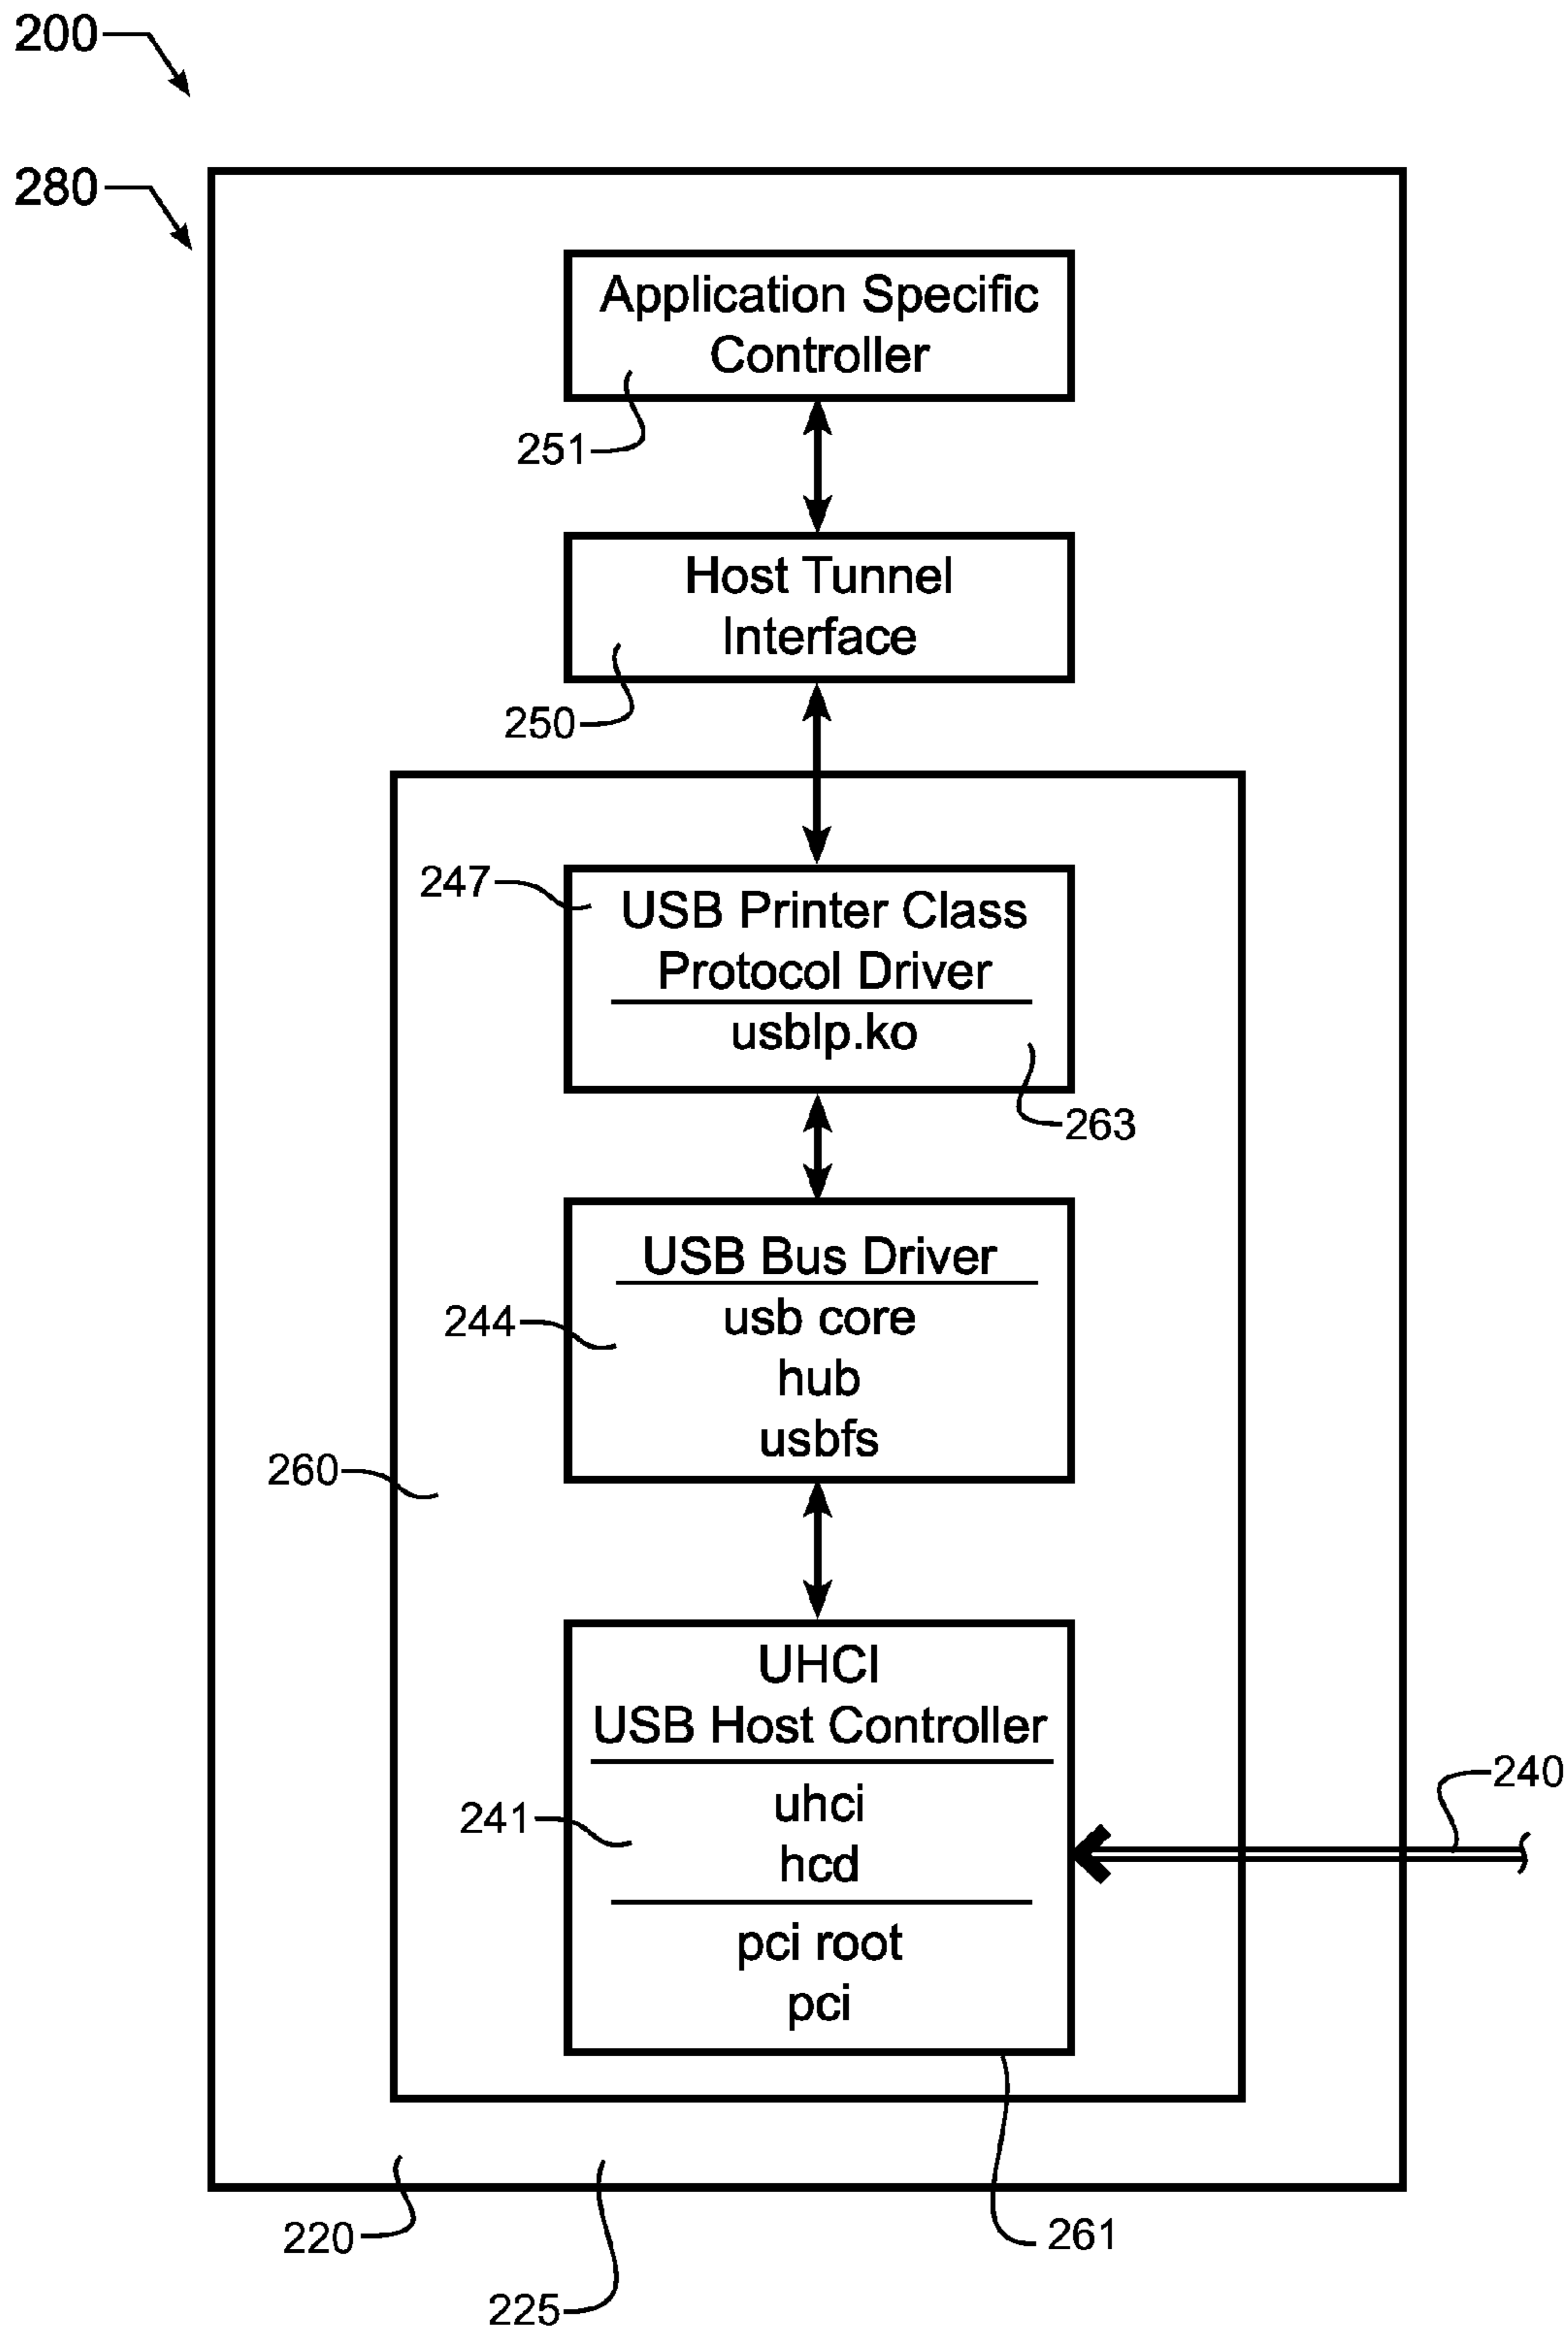 200
280
Application Specific
Controller
251
Host Tunnel
Interface
250
247
USB Printer Class
Protocol Driver
usblp.ko
263
USB Bus Driver
244
usb core
hub
usbfs
260
UHCI
USB Host Controller
240
241
uhci
hcd
pci root
pci
220
261
225